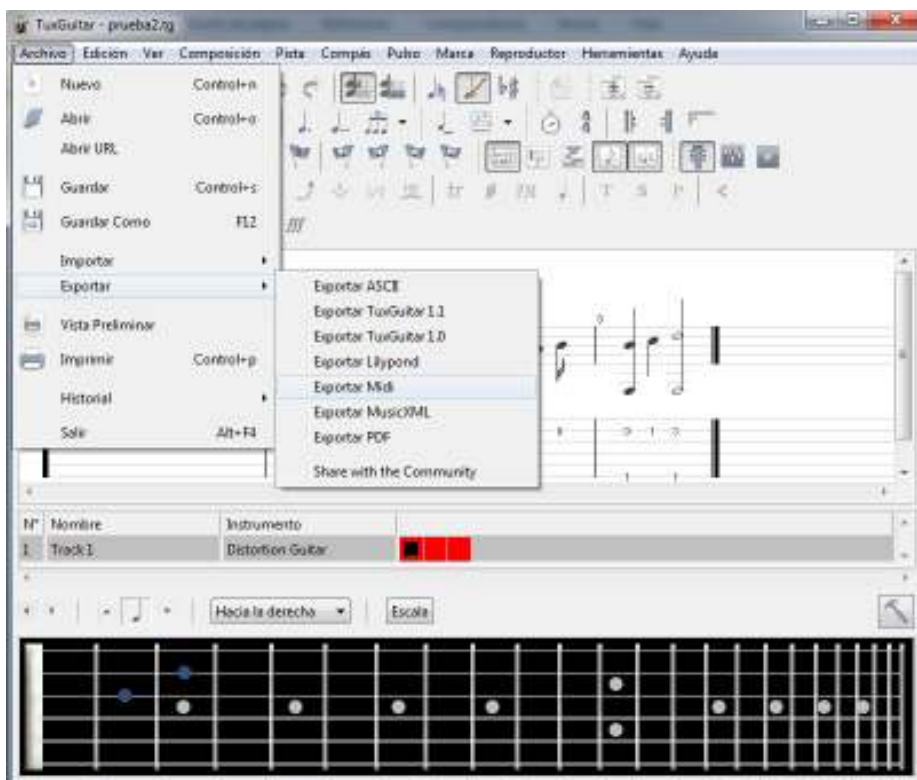 TuxGuitar - prueba2.tg
Archivo Edición Ver Composición Pista Compás Pulso Marca Reproductor Herramientas Ayuda
Nuevo Control+n
Abrir Control+o
Abrir URL
Guardar Control+s
Guardar Como F12
Importar
Exportar
Vista Preliminar
Imprimir Control+p
Historial
Salir Alt+F4
Exportar ASCII
Exportar TuxGuitar 1.1
Exportar TuxGuitar 1.0
Exportar Lilypond
Exportar Midi
Exportar MusicXML
Exportar PDF
Share with the Community
N° Nombre Instrumento
1 Track 1 Distortion Guitar
Hacia la derecha Escala